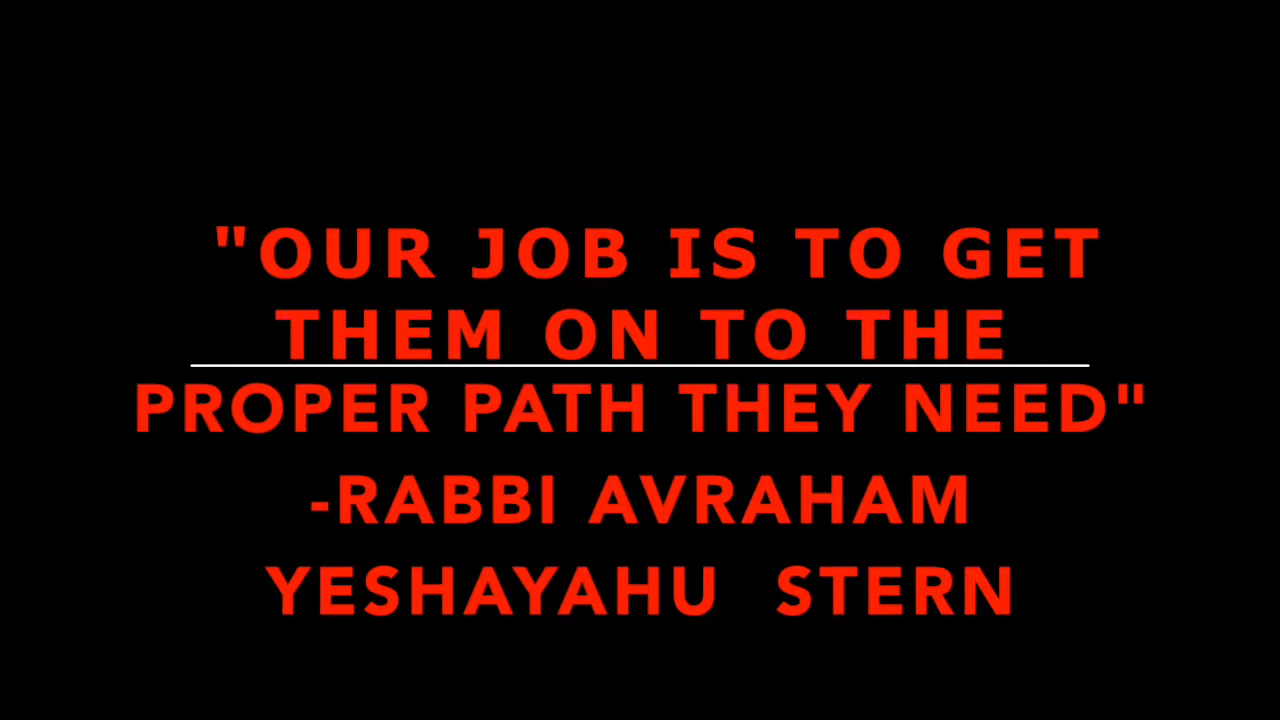 "OUR JOB IS TO GET
THEM ON TO THE
PROPER PATH THEY NEED"
-RABBI AVRAHAM
YESHAYAHU  STERN